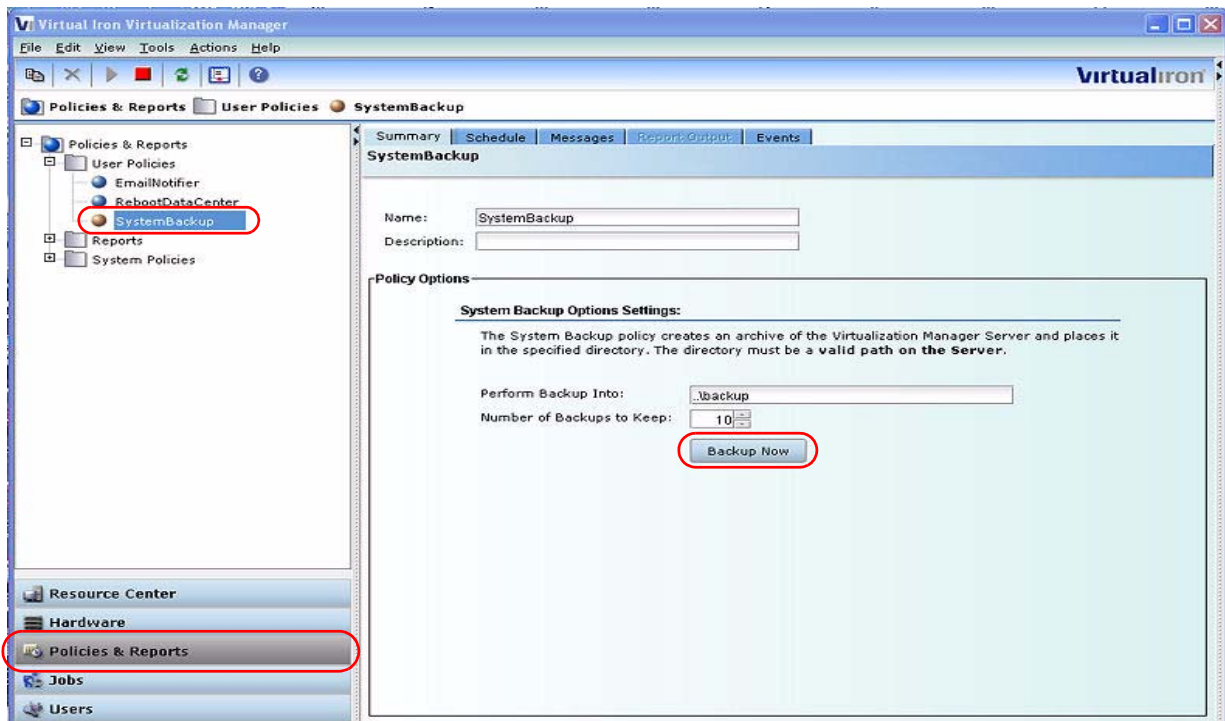 Virtual Iron Virtualization Manager
File Edit View Tools Actions Help
Virtualiron
Policies & Reports User Policies SystemBackup
Policies & Reports
User Policies
EmailNotifier
RebootDataCenter
SystemBackup
Reports
System Policies
Resource Center
Hardware
Policies & Reports
Jobs
Users
Summary Schedule Messages Report Output Events
SystemBackup
Name: SystemBackup
Description:
Policy Options
System Backup Options Settings:
The System Backup policy creates an archive of the Virtualization Manager Server and places it
in the specified directory. The directory must be a valid path on the Server.
Perform Backup Into: ..\backup
Number of Backups to Keep: 10
Backup Now